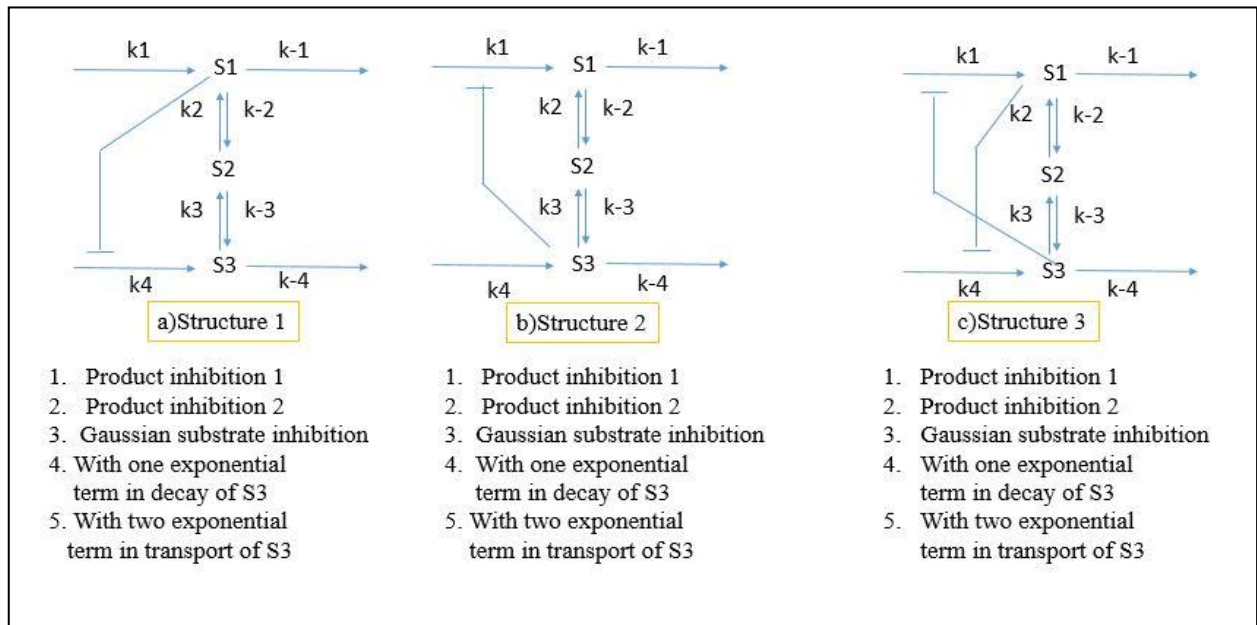 k1 k-1
S1
k2 k-2
S2
k3 k-3
S3
k4 k-4
a)Structure 1
1. Product inhibition 1
2. Product inhibition 2
3. Gaussian substrate inhibition
4. With one exponential
term in decay of S3
5. With two exponential
term in transport of S3
k1 k-1
S1
k2 k-2
S2
k3 k-3
S3
k4 k-4
b)Structure 2
1. Product inhibition 1
2. Product inhibition 2
3. Gaussian substrate inhibition
4. With one exponential
term in decay of S3
5. With two exponential
term in transport of S3
k1 k-1
S1
k2 k-2
S2
k3 k-3
S3
k4 k-4
c)Structure 3
1. Product inhibition 1
2. Product inhibition 2
3. Gaussian substrate inhibition
4. With one exponential
term in decay of S3
5. With two exponential
term in transport of S3